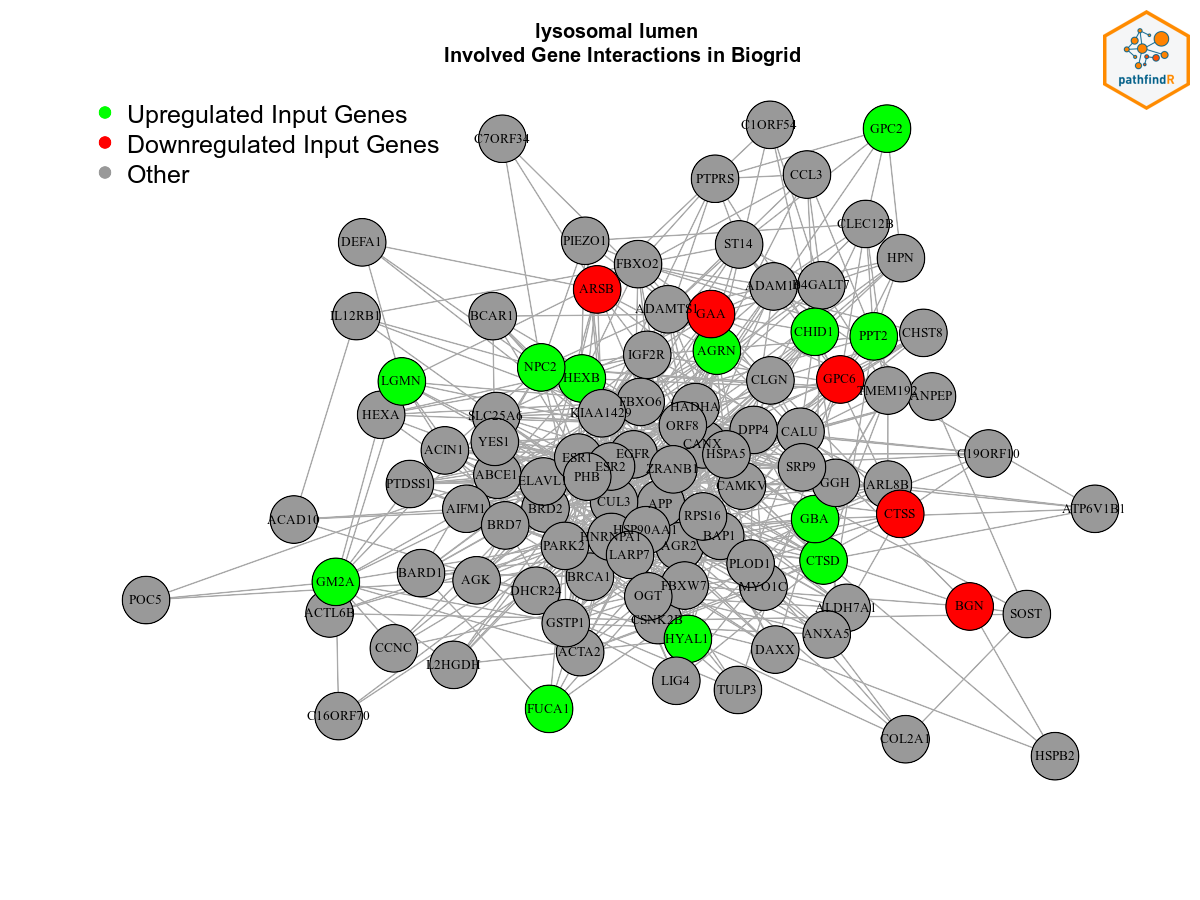 lysosomal lumen
Involved Gene Interactions in Biogrid
pathfindR
Upregulated Input Genes
Downregulated Input Genes
Other
C7ORF34
C1ORF54
GPC2
PTPRS
CCL3
CLEC12B
DEFA1
PIEZO1
ST14
HPN
FBXO2
ARSB
ADAM10
B4GALT7
IL12RB1
BCAR1
ADAMTS1
GAA
CHID1
PPT2
CHST8
IGF2R
AGRN
NPC2
HEXB
LGMN
CLGN
GPC6
TMEM192
ANPEP
HEXA
SLC25A6
KIAA1429
FBXO6
HADHA
ORF8
DPP4
CALU
YES1
ACIN1
CANX
HSPA5
C19ORF10
ESR1
EGFR
ESR2
ZRANB1
SRP9
PTDSS1
ABCE1
ELAVL1
PHB
CAMKV
GGH
ARL8B
AIFM1
BRD2
CUL3
APP
RPS16
GBA
CTSS
ATP6V1B1
ACAD10
BRD7
HSP90AA1
HNRNPA1
BAP1
PARK2
LARP7
AGR2
PLOD1
CTSD
GM2A
BARD1
AGK
DHCR24
BRCA1
FBXW7
MYO1C
POC5
ACTL6B
OGT
CSNK2B
ALDH7A1
BGN
SOST
GSTP1
HYAL1
ANXA5
CCNC
L2HGDH
ACTA2
DAXX
LIG4
TULP3
C16ORF70
FUCA1
COL2A1
HSPB2